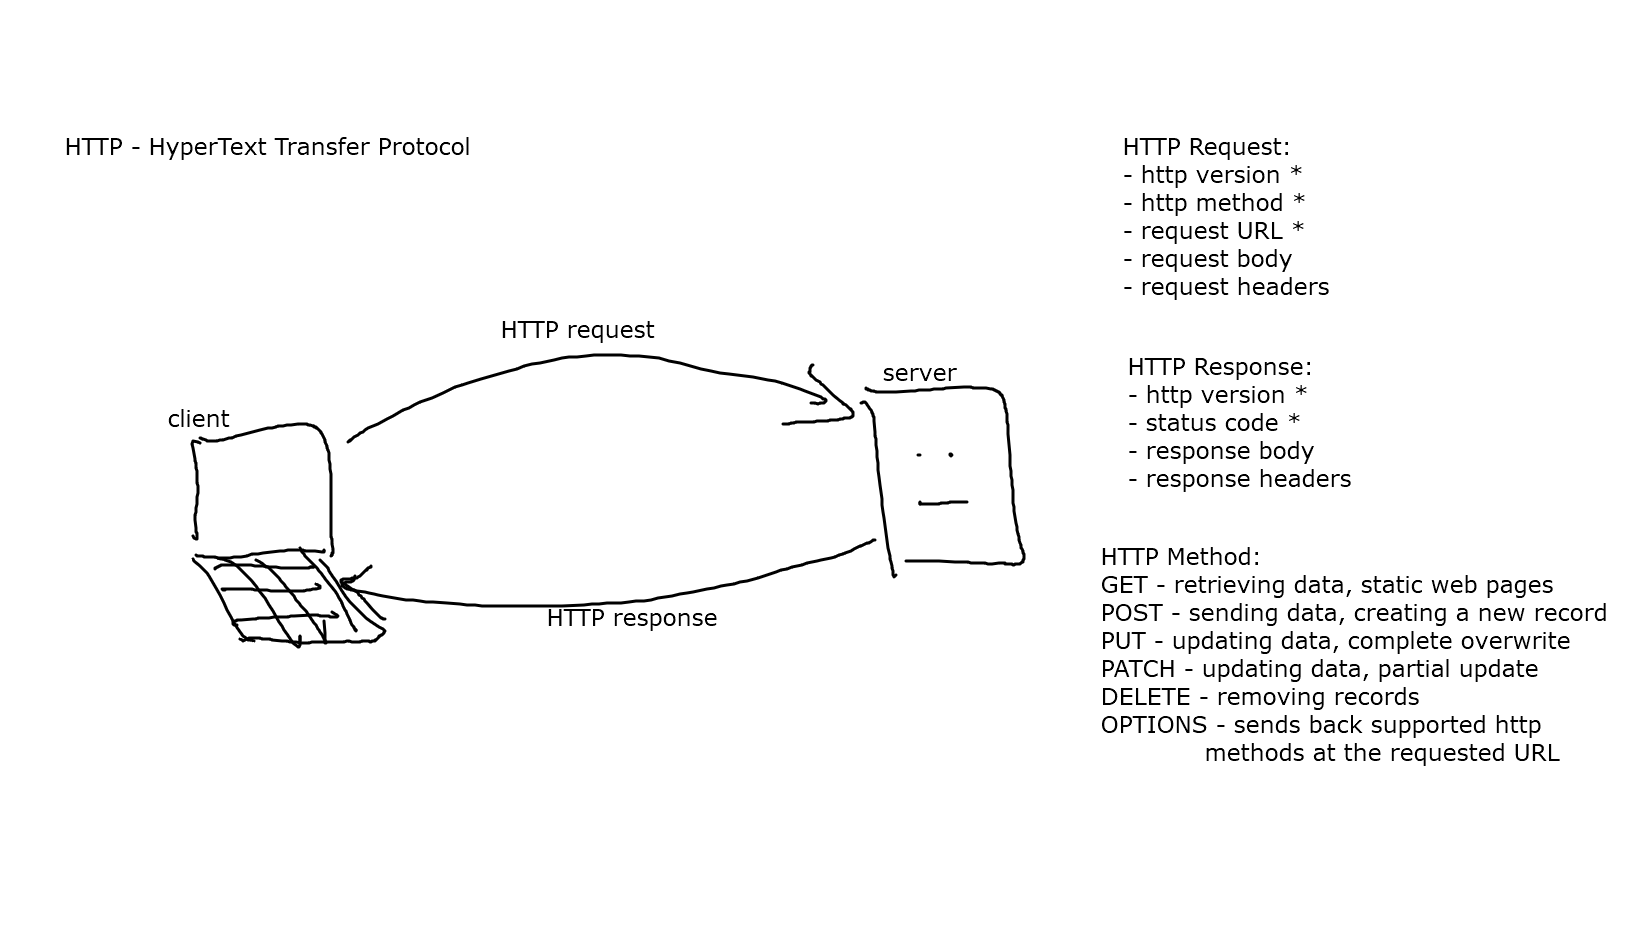 HTTP - HyperText Transfer Protocol
HTTP request
client
server
HTTP response
HTTP Request:
- http version *
- http method *
- request URL *
- request body
- request headers
HTTP Response:
- http version *
- status code *
- response body
- response headers
HTTP Method:
GET - retrieving data, static web pages
POST - sending data, creating a new record
PUT - updating data, complete overwrite
PATCH - updating data, partial update
DELETE - removing records
OPTIONS - sends back supported http
methods at the requested URL